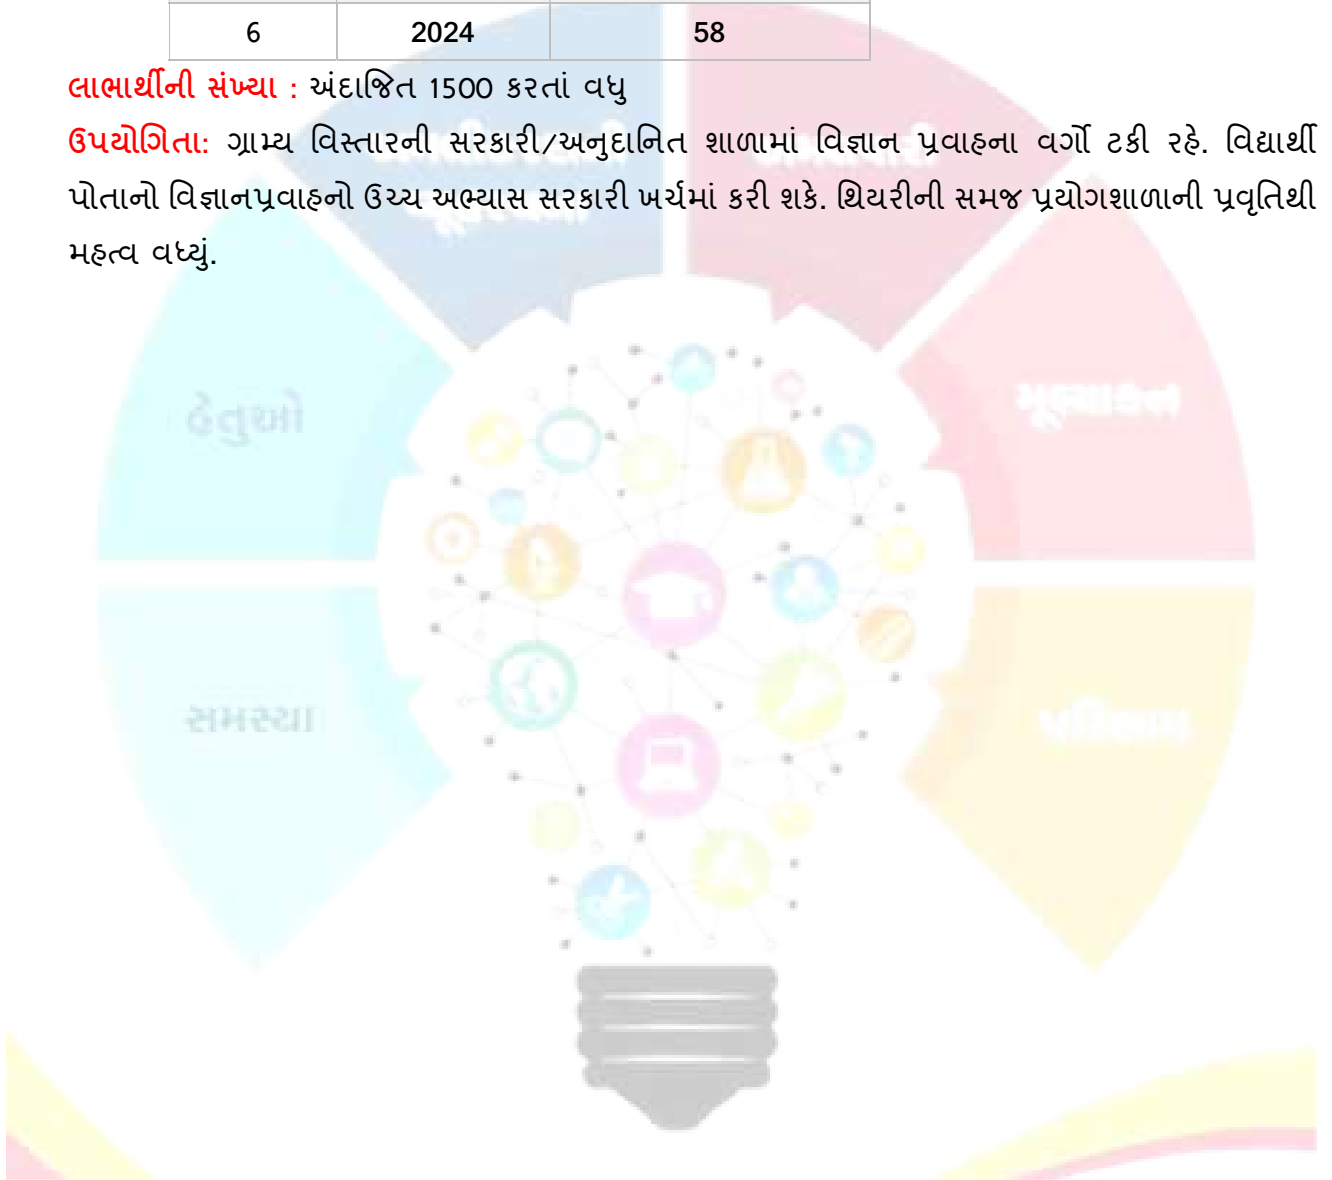 6 2024 58
લાભાર્થીની સંખ્યા : અંદાજિત 1500 કરતાં વધુ
ઉપયોગિતા: ગ્રામ્ય વિસ્તારની સરકારી/અનુદાનિત શાળામાં વિજ્ઞાન પ્રવાહના વર્ગો ટકી રહે. વિદ્યાર્થી
પોતાનો વિજ્ઞાનપ્રવાહનો ઉચ્ચ અભ્યાસ સરકારી ખર્ચમાં કરી શકે. થિયરીની સમજ પ્રયોગશાળાની પ્રવૃતિથી
મહત્વ વધ્યું.
હેતુઓ
મૂલ્યાંકન
સમસ્યા
પરિણામ